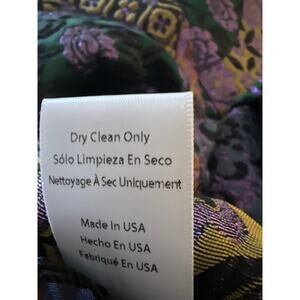 Dry Clean Only
Sólo Limpieza En Seco
Nettoyage À Sec Uniquement
Made In USA
Hecho En USA
Fabriqué En USA